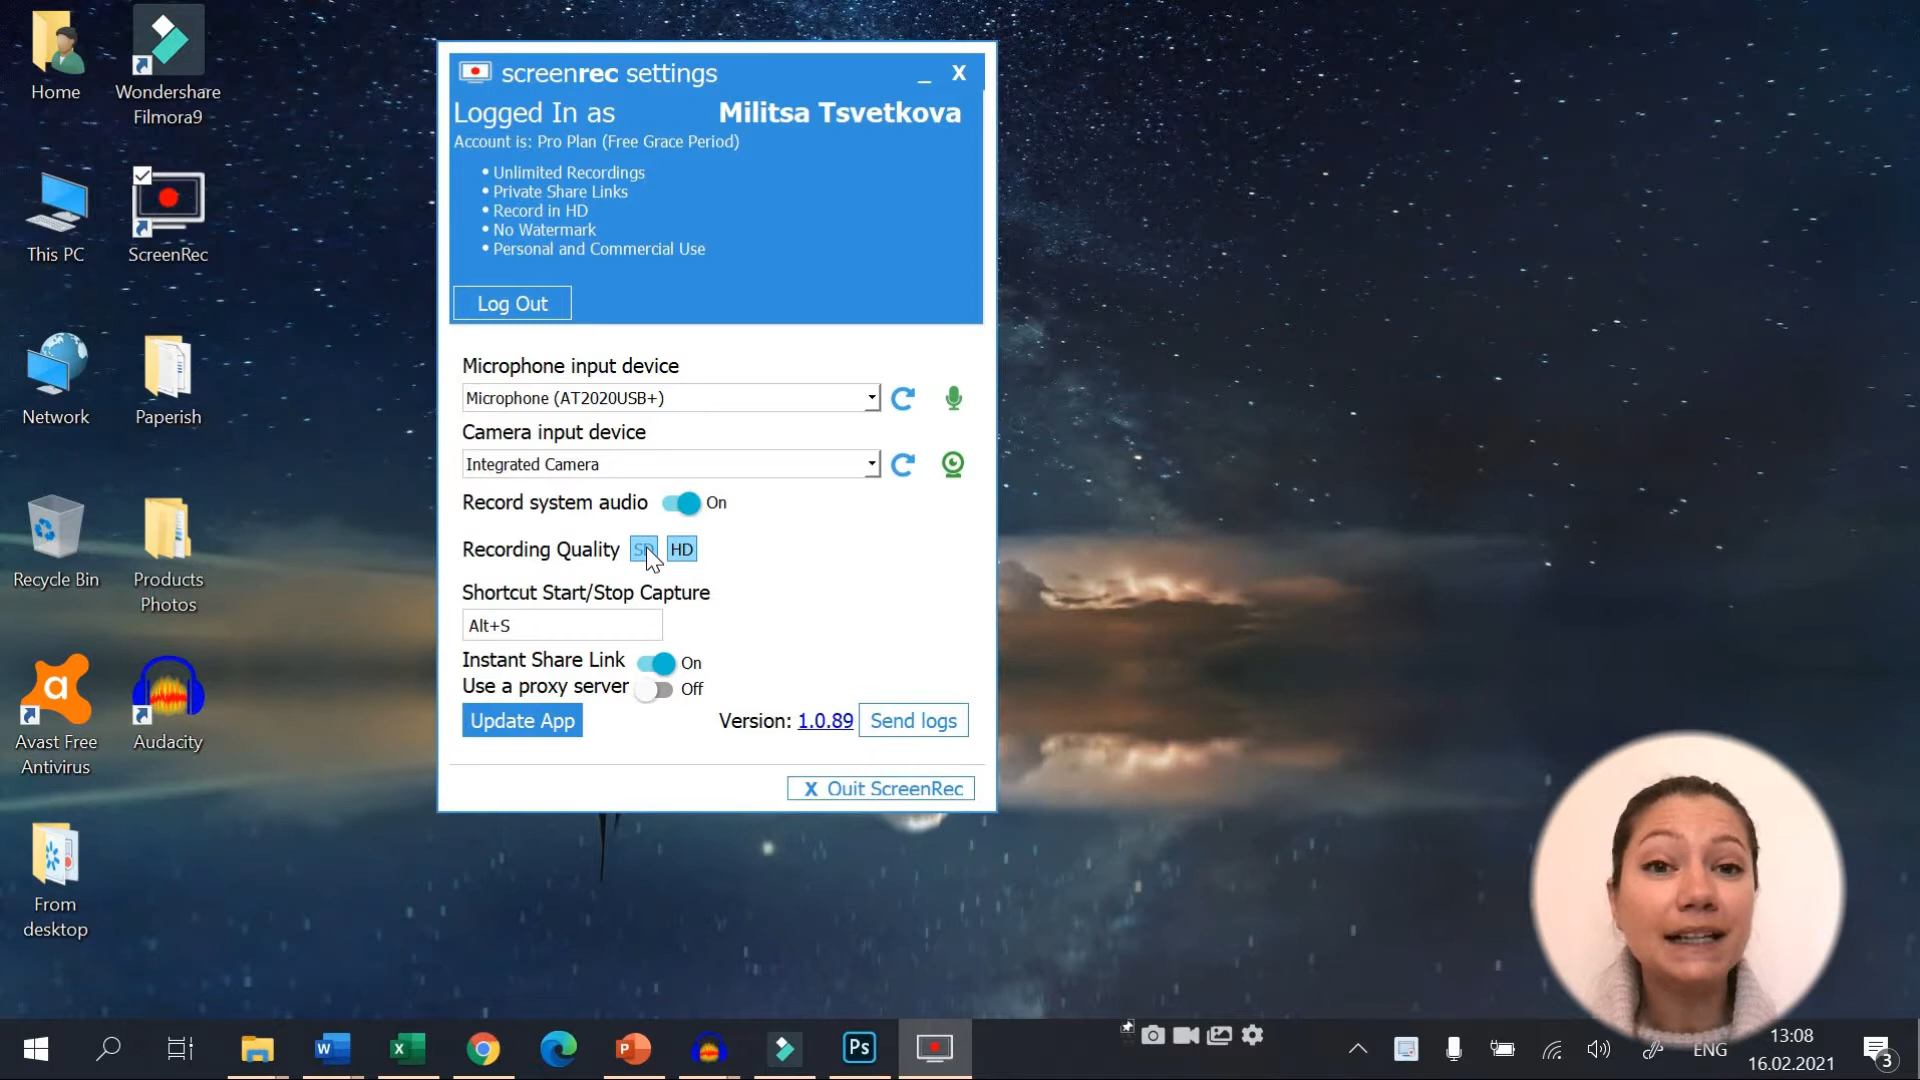 Home
Wondershare
Filmora9
This PC
ScreenRec
Network
Paperish
Recycle Bin
Products
Photos
Avast Free
Antivirus
Audacity
From
desktop
screenrec settings
_ X
Logged In as Militsa Tsvetkova
Account is: Pro Plan (Free Grace Period)
• Unlimited Recordings
• Private Share Links
• Record in HD
• No Watermark
• Personal and Commercial Use
Log Out
Microphone input device
Microphone (AT2020USB+)
Camera input device
Integrated Camera
Record system audio On
Recording Quality SD HD
Shortcut Start/Stop Capture
Alt+S
Instant Share Link On
Use a proxy server Off
Update App Version: 1.0.89 Send logs
X Quit ScreenRec
W X P Ps
ENG
13:08
16.02.2021
3